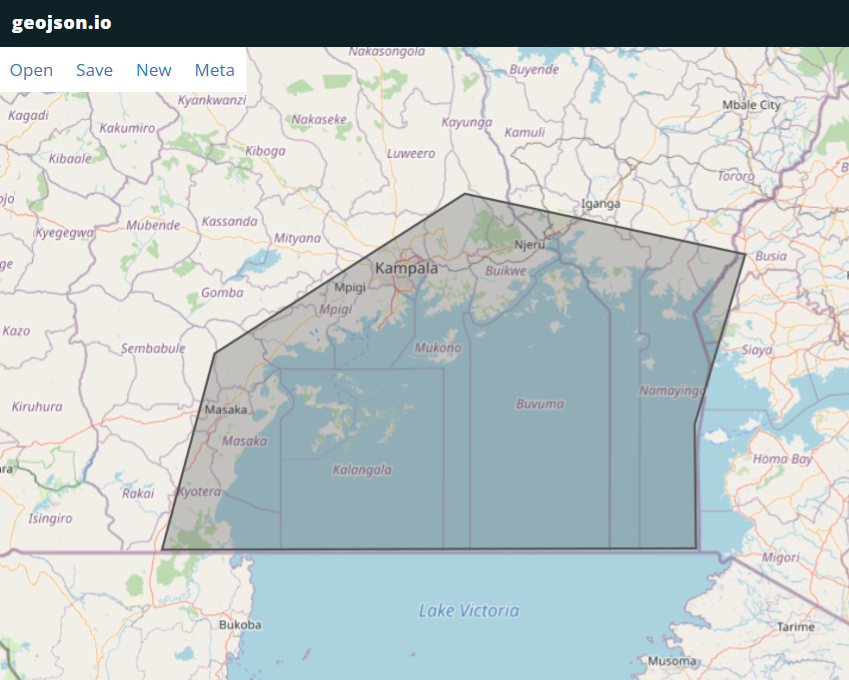 geojson.io
Open Save New Meta
Nakasongola
Buyende
Kagadi
Kyankwanzi
Mbale City
Kakumiro
Nakaseke
Kayunga
Kamuli
Kibaale
Kiboga
Luweero
Tororo
Kyegegwa
Mubende
Kassanda
Iganga
Mityana
Njeru
Kampala
Buikwe
Busia
Gomba
Mpigi
Mpigi
Kazo
Sembabule
Mukono
Siaya
Kiruhura
Masaka
Buvuma
Namayingo
Masaka
Kalangala
Homa Bay
Rakai
Kyotera
Isingiro
Migori
Lake Victoria
Bukoba
Tarime
Musoma